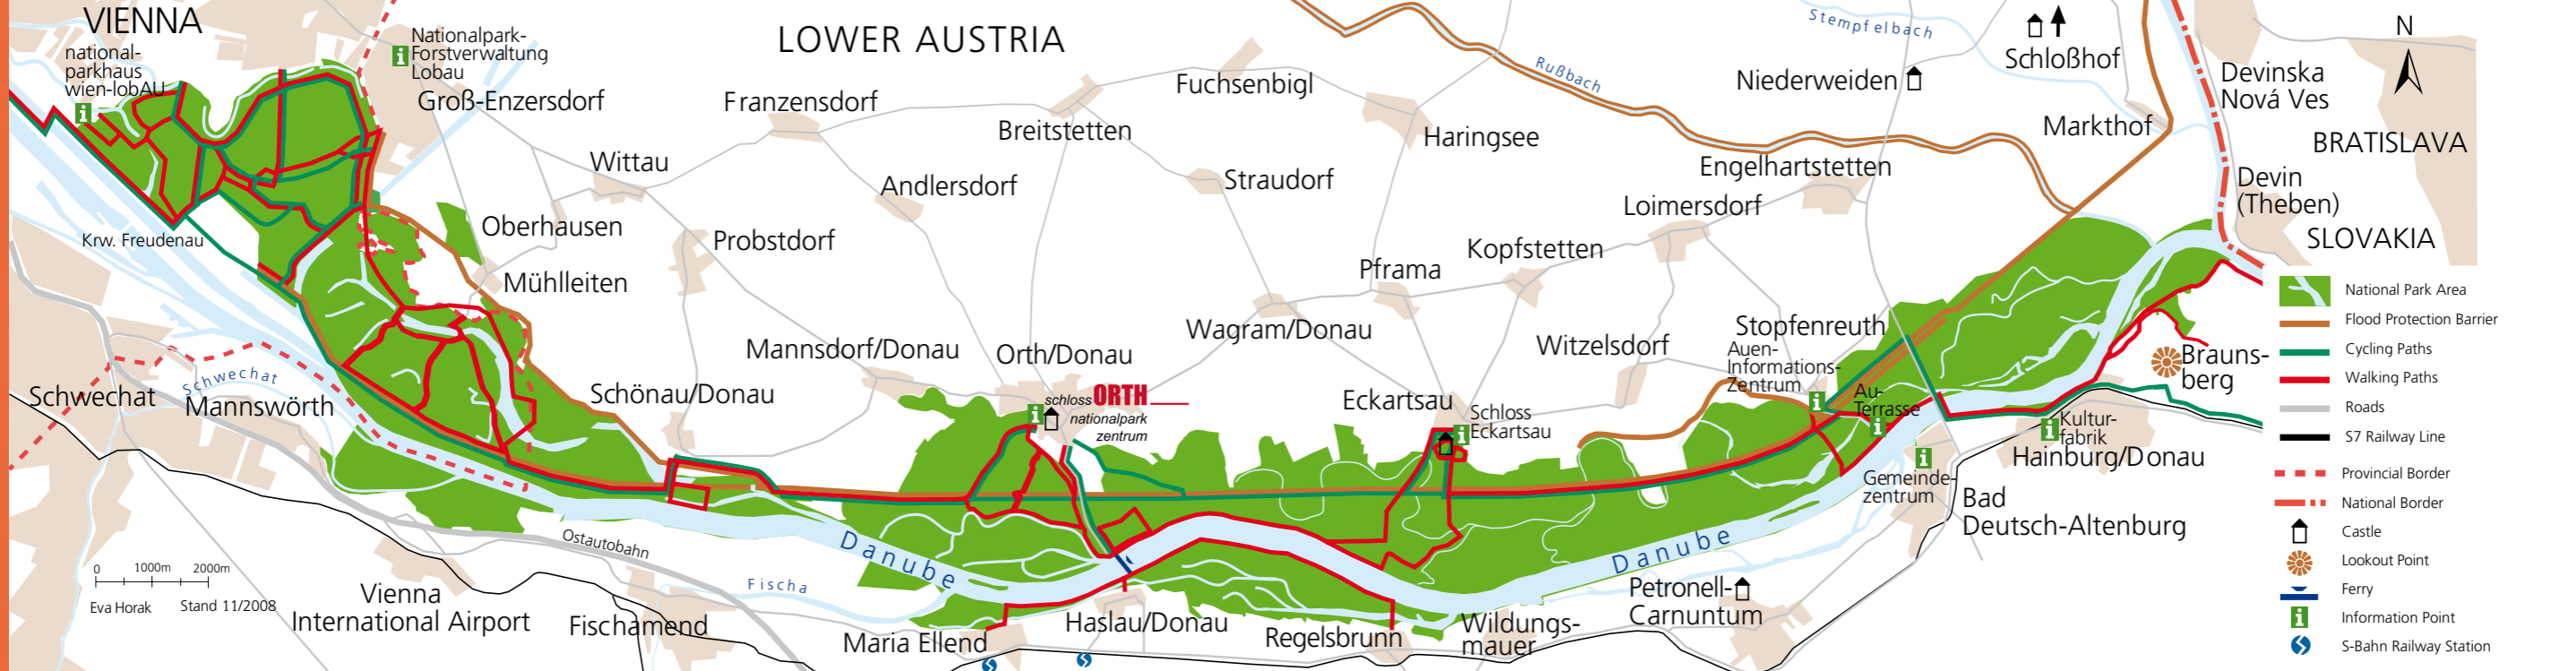 VIENNA
national-
parkhaus
wien-lobAU
Nationalpark-
Forstverwaltung
Lobau
Groß-Enzersdorf
LOWER AUSTRIA
Franzensdorf
Fuchsenbigl
Breitstetten
Rußbach
Stempfelbach
Niederweiden
Schloßhof
N
Devinska
Nová Ves
BRATISLAVA
Markthof
Haringsee
Wittau
Andlersdorf
Straudorf
Engelhartstetten
Loimersdorf
Devin
(Theben)
SLOVAKIA
Krw. Freudenau
Oberhausen
Probstdorf
Kopfstetten
Pframa
Mühlleiten
Wagram/Donau
Witzelsdorf
Stopfenreuth
Auen-
Informations-
Zentrum
Au-
Terrasse
Mannsdorf/Donau
Orth/Donau
Schönau/Donau
schloss ORTH
nationalpark
zentrum
Eckartsau
Schloss
Eckartsau
Schwechat
Schwechat
Mannswörth
Brauns-
berg
Kultur-
fabrik
Hainburg/Donau
Gemeinde-
zentrum
Bad
Deutsch-Altenburg
Ostautobahn
Danube
Danube
Fischa
0 1000m 2000m
Eva Horak Stand 11/2008
Vienna
International Airport
Fischamend
Maria Ellend
Haslau/Donau
Regelsbrunn
Wildungs-
mauer
Petronell-
Carnuntum
National Park Area
Flood Protection Barrier
Cycling Paths
Walking Paths
Roads
S7 Railway Line
Provincial Border
National Border
Castle
Lookout Point
Ferry
Information Point
S-Bahn Railway Station